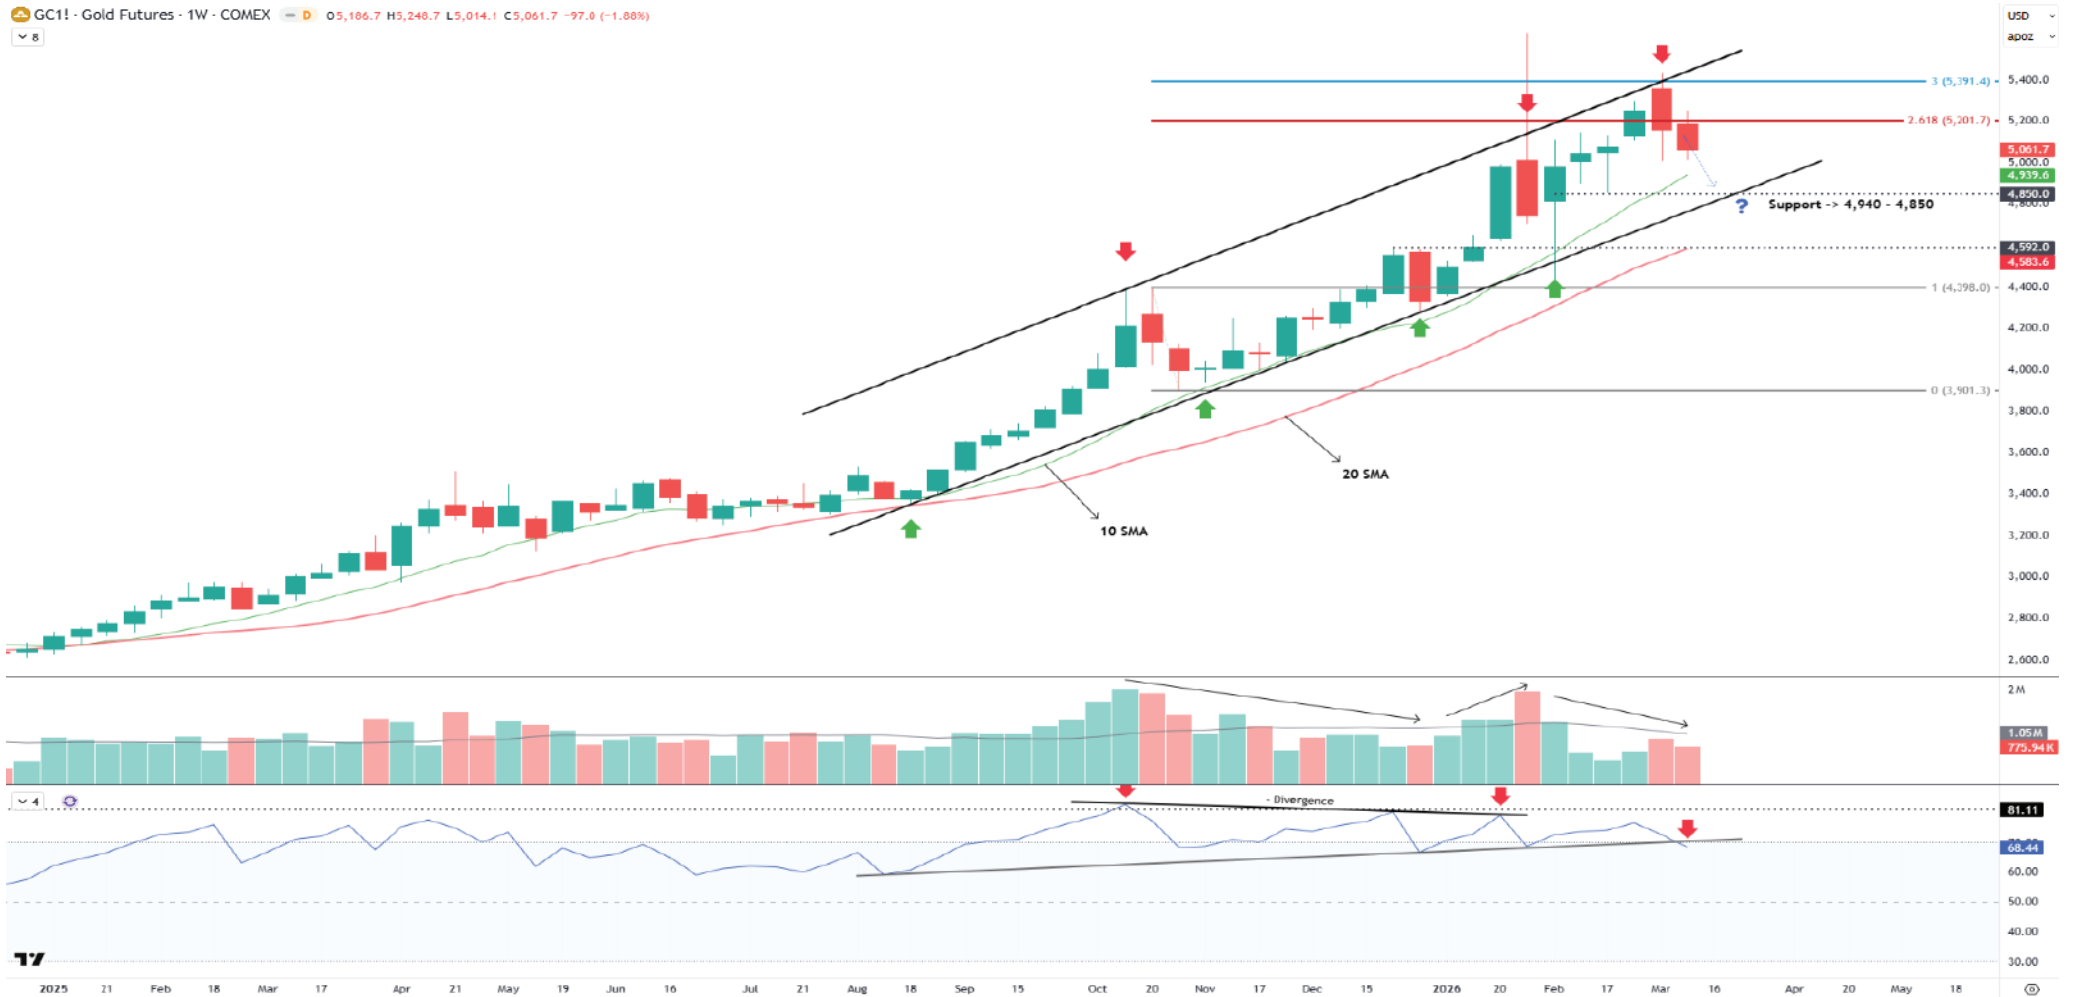 GC1! · Gold Futures · 1W · COMEX D O5,186.7 H5,248.7 L5,014.1 C5,061.7 −97.0 (−1.88%)
8
USD
apoz
3 (5,391.4)
5,400.0
2.618 (5,201.7)
5,200.0
5,061.7
5,000.0
4,939.6
4,850.0
4,800.0
? Support -> 4,940 - 4,850
4,592.0
4,583.6
1 (4,398.0)
4,400.0
4,200.0
4,000.0
0 (3,901.3)
3,800.0
3,600.0
20 SMA
3,400.0
10 SMA
3,200.0
3,000.0
2,800.0
2,600.0
2M
1.05M
775.94K
4
- Divergence
81.11
70.00
68.44
60.00
50.00
40.00
30.00
2025 21 Feb 18 Mar 17 Apr 21 May 19 Jun 16 Jul 21 Aug 18 Sep 15 Oct 20 Nov 17 Dec 15 2026 20 Feb 17 Mar 16 Apr 20 May 18